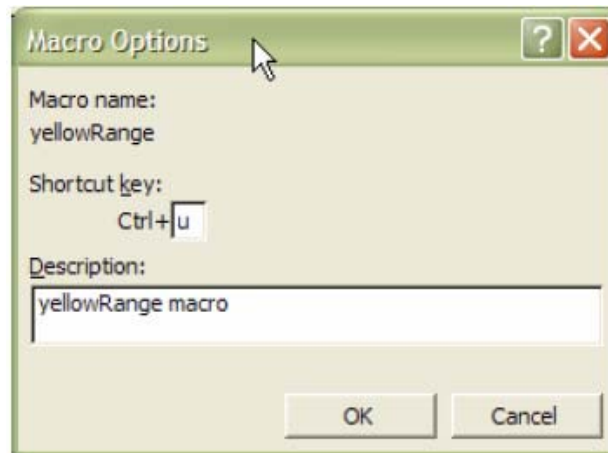 Macro Options
?
Macro name:
yellowRange
Shortcut key:
Ctrl+u
Description:
yellowRange macro
OK
Cancel